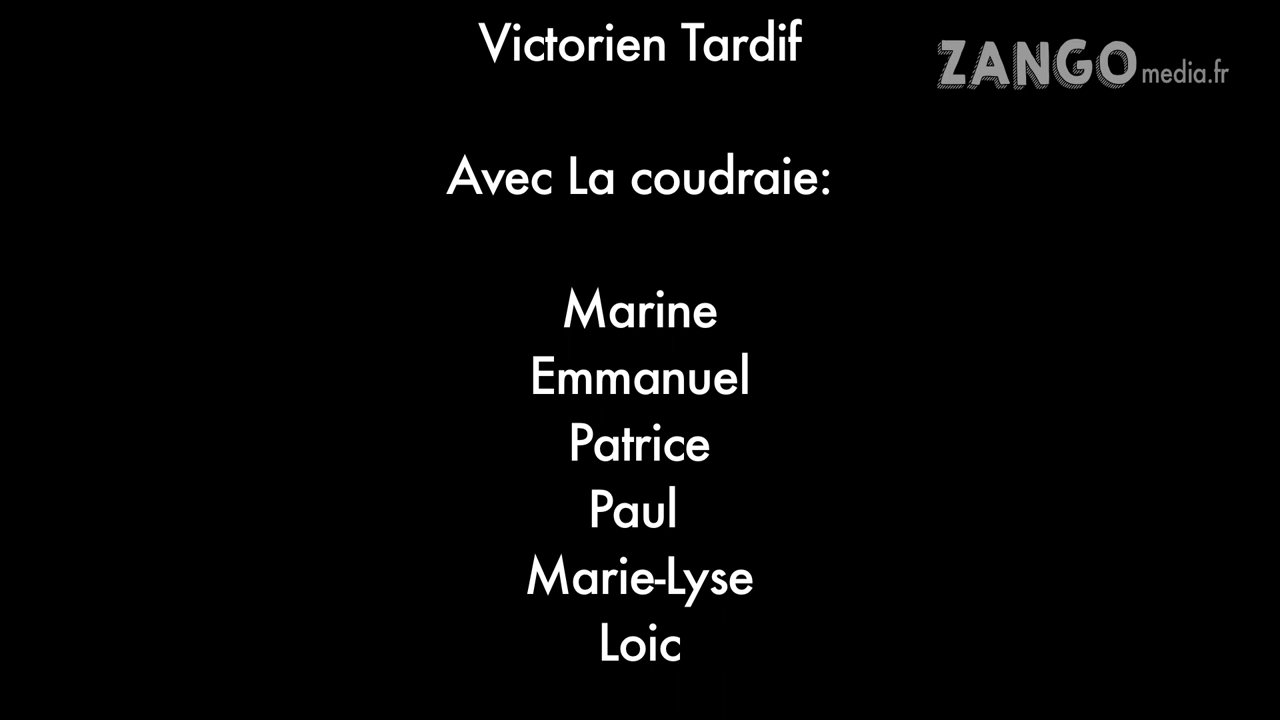 Victorien Tardif
ZANGOmedia.fr
Avec La coudraie:
Marine
Emmanuel
Patrice
Paul
Marie-Lyse
Loic